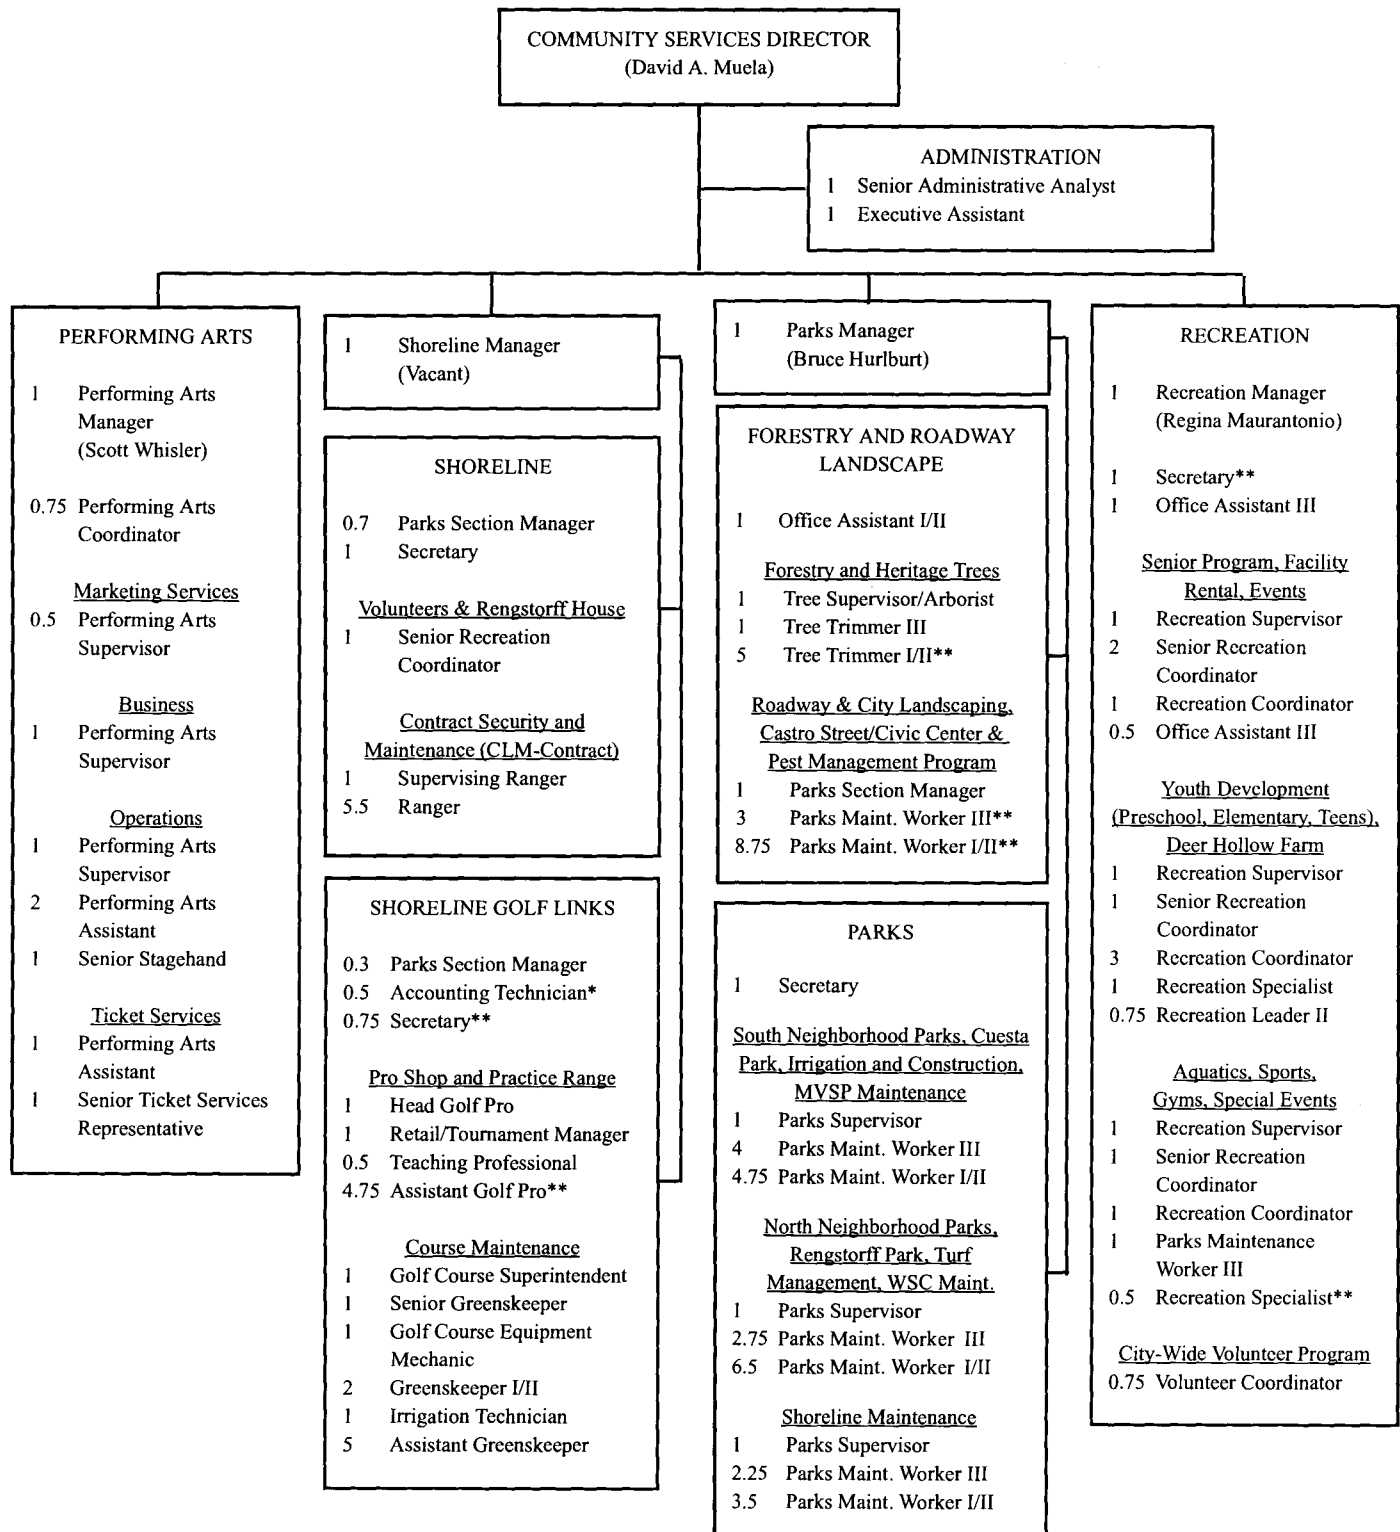 COMMUNITY SERVICES DIRECTOR
(David A. Muela)
ADMINISTRATION
1 Senior Administrative Analyst
1 Executive Assistant
PERFORMING ARTS
1 Performing Arts
Manager
(Scott Whisler)
0.75 Performing Arts
Coordinator
Marketing Services
0.5 Performing Arts
Supervisor
Business
1 Performing Arts
Supervisor
Operations
1 Performing Arts
Supervisor
2 Performing Arts
Assistant
1 Senior Stagehand
Ticket Services
1 Performing Arts
Assistant
1 Senior Ticket Services
Representative
1 Shoreline Manager
(Vacant)
SHORELINE
0.7 Parks Section Manager
1 Secretary
Volunteers & Rengstorff House
1 Senior Recreation
Coordinator
Contract Security and
Maintenance (CLM-Contract)
1 Supervising Ranger
5.5 Ranger
SHORELINE GOLF LINKS
0.3 Parks Section Manager
0.5 Accounting Technician*
0.75 Secretary**
Pro Shop and Practice Range
1 Head Golf Pro
1 Retail/Tournament Manager
0.5 Teaching Professional
4.75 Assistant Golf Pro**
Course Maintenance
1 Golf Course Superintendent
1 Senior Greenskeeper
1 Golf Course Equipment
Mechanic
2 Greenskeeper I/II
1 Irrigation Technician
5 Assistant Greenskeeper
1 Parks Manager
(Bruce Hurlburt)
FORESTRY AND ROADWAY
LANDSCAPE
1 Office Assistant I/II
Forestry and Heritage Trees
1 Tree Supervisor/Arborist
1 Tree Trimmer III
5 Tree Trimmer I/II**
Roadway & City Landscaping,
Castro Street/Civic Center &
Pest Management Program
1 Parks Section Manager
3 Parks Maint. Worker III**
8.75 Parks Maint. Worker I/II**
PARKS
1 Secretary
South Neighborhood Parks, Cuesta
Park, Irrigation and Construction,
MVSP Maintenance
1 Parks Supervisor
4 Parks Maint. Worker III
4.75 Parks Maint. Worker I/II
North Neighborhood Parks,
Rengstorff Park, Turf
Management, WSC Maint.
1 Parks Supervisor
2.75 Parks Maint. Worker III
6.5 Parks Maint. Worker I/II
Shoreline Maintenance
1 Parks Supervisor
2.25 Parks Maint. Worker III
3.5 Parks Maint. Worker I/II
RECREATION
1 Recreation Manager
(Regina Maurantonio)
1 Secretary**
1 Office Assistant III
Senior Program, Facility
Rental, Events
1 Recreation Supervisor
2 Senior Recreation
Coordinator
1 Recreation Coordinator
0.5 Office Assistant III
Youth Development
(Preschool, Elementary, Teens),
Deer Hollow Farm
1 Recreation Supervisor
1 Senior Recreation
Coordinator
3 Recreation Coordinator
1 Recreation Specialist
0.75 Recreation Leader II
Aquatics, Sports,
Gyms, Special Events
1 Recreation Supervisor
1 Senior Recreation
Coordinator
1 Recreation Coordinator
1 Parks Maintenance
Worker III
0.5 Recreation Specialist**
City-Wide Volunteer Program
0.75 Volunteer Coordinator